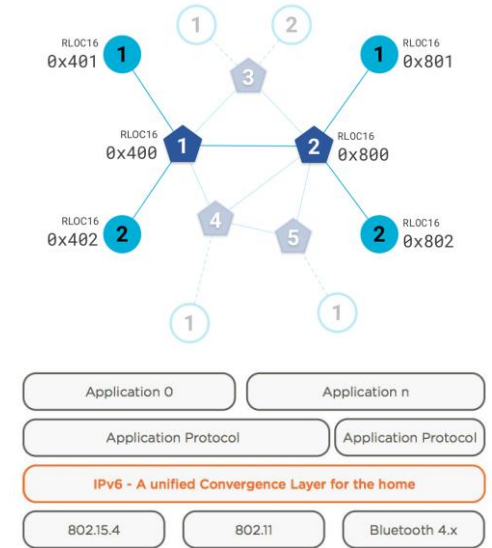 1 2
RLOC16
0x401
1
1
RLOC16
0x801
3
RLOC16
0x400
1
2
RLOC16
0x800
RLOC16
0x402
2
4
5
2
RLOC16
0x802
1
1
Application 0
Application n
Application Protocol
Application Protocol
IPv6 - A unified Convergence Layer for the home
802.15.4
802.11
Bluetooth 4.x